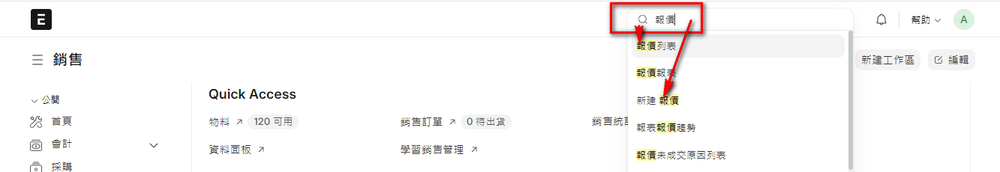 E
報價
幫助
A
報價列表
銷售
新建工作區
編輯
報價報表
公開
Quick Access
新建 報價
首頁
物料
120 可用
銷售訂單
0 待出貨
銷售統計
報表報價趨勢
會計
資料面板
學習銷售管理
報價未成交原因列表
採購